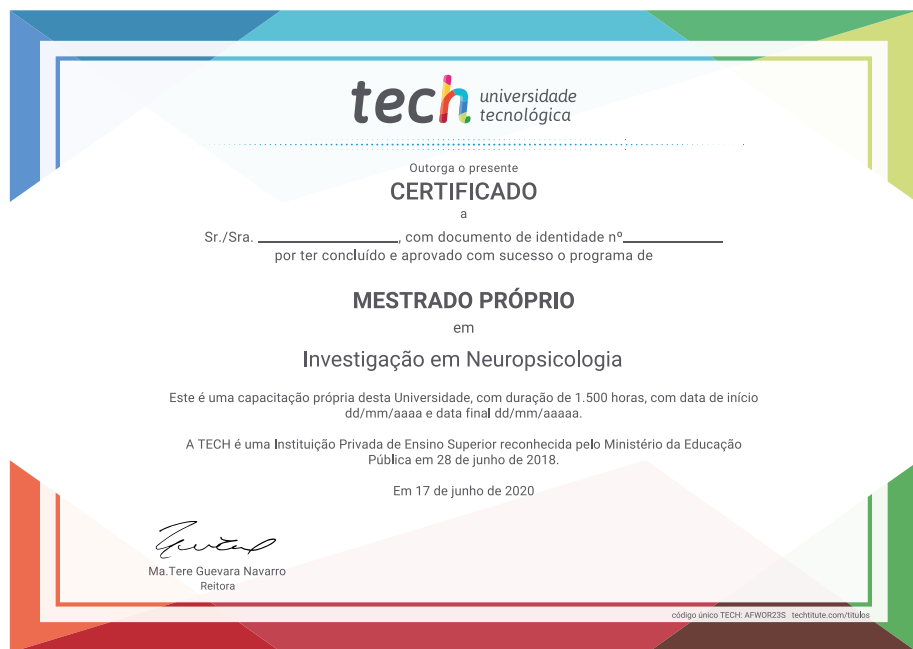 tech universidade
tecnológica
Outorga o presente
CERTIFICADO
a
Sr./Sra. ____________________, com documento de identidade nº______________
por ter concluído e aprovado com sucesso o programa de
MESTRADO PRÓPRIO
em
Investigação em Neuropsicologia
Este é uma capacitação própria desta Universidade, com duração de 1.500 horas, com data de início
dd/mm/aaaa e data final dd/mm/aaaaa.
A TECH é uma Instituição Privada de Ensino Superior reconhecida pelo Ministério da Educação
Pública em 28 de junho de 2018.
Em 17 de junho de 2020
Ma.Tere Guevara Navarro
Reitora
código único TECH: AFWOR23S techtitute.com/titulos